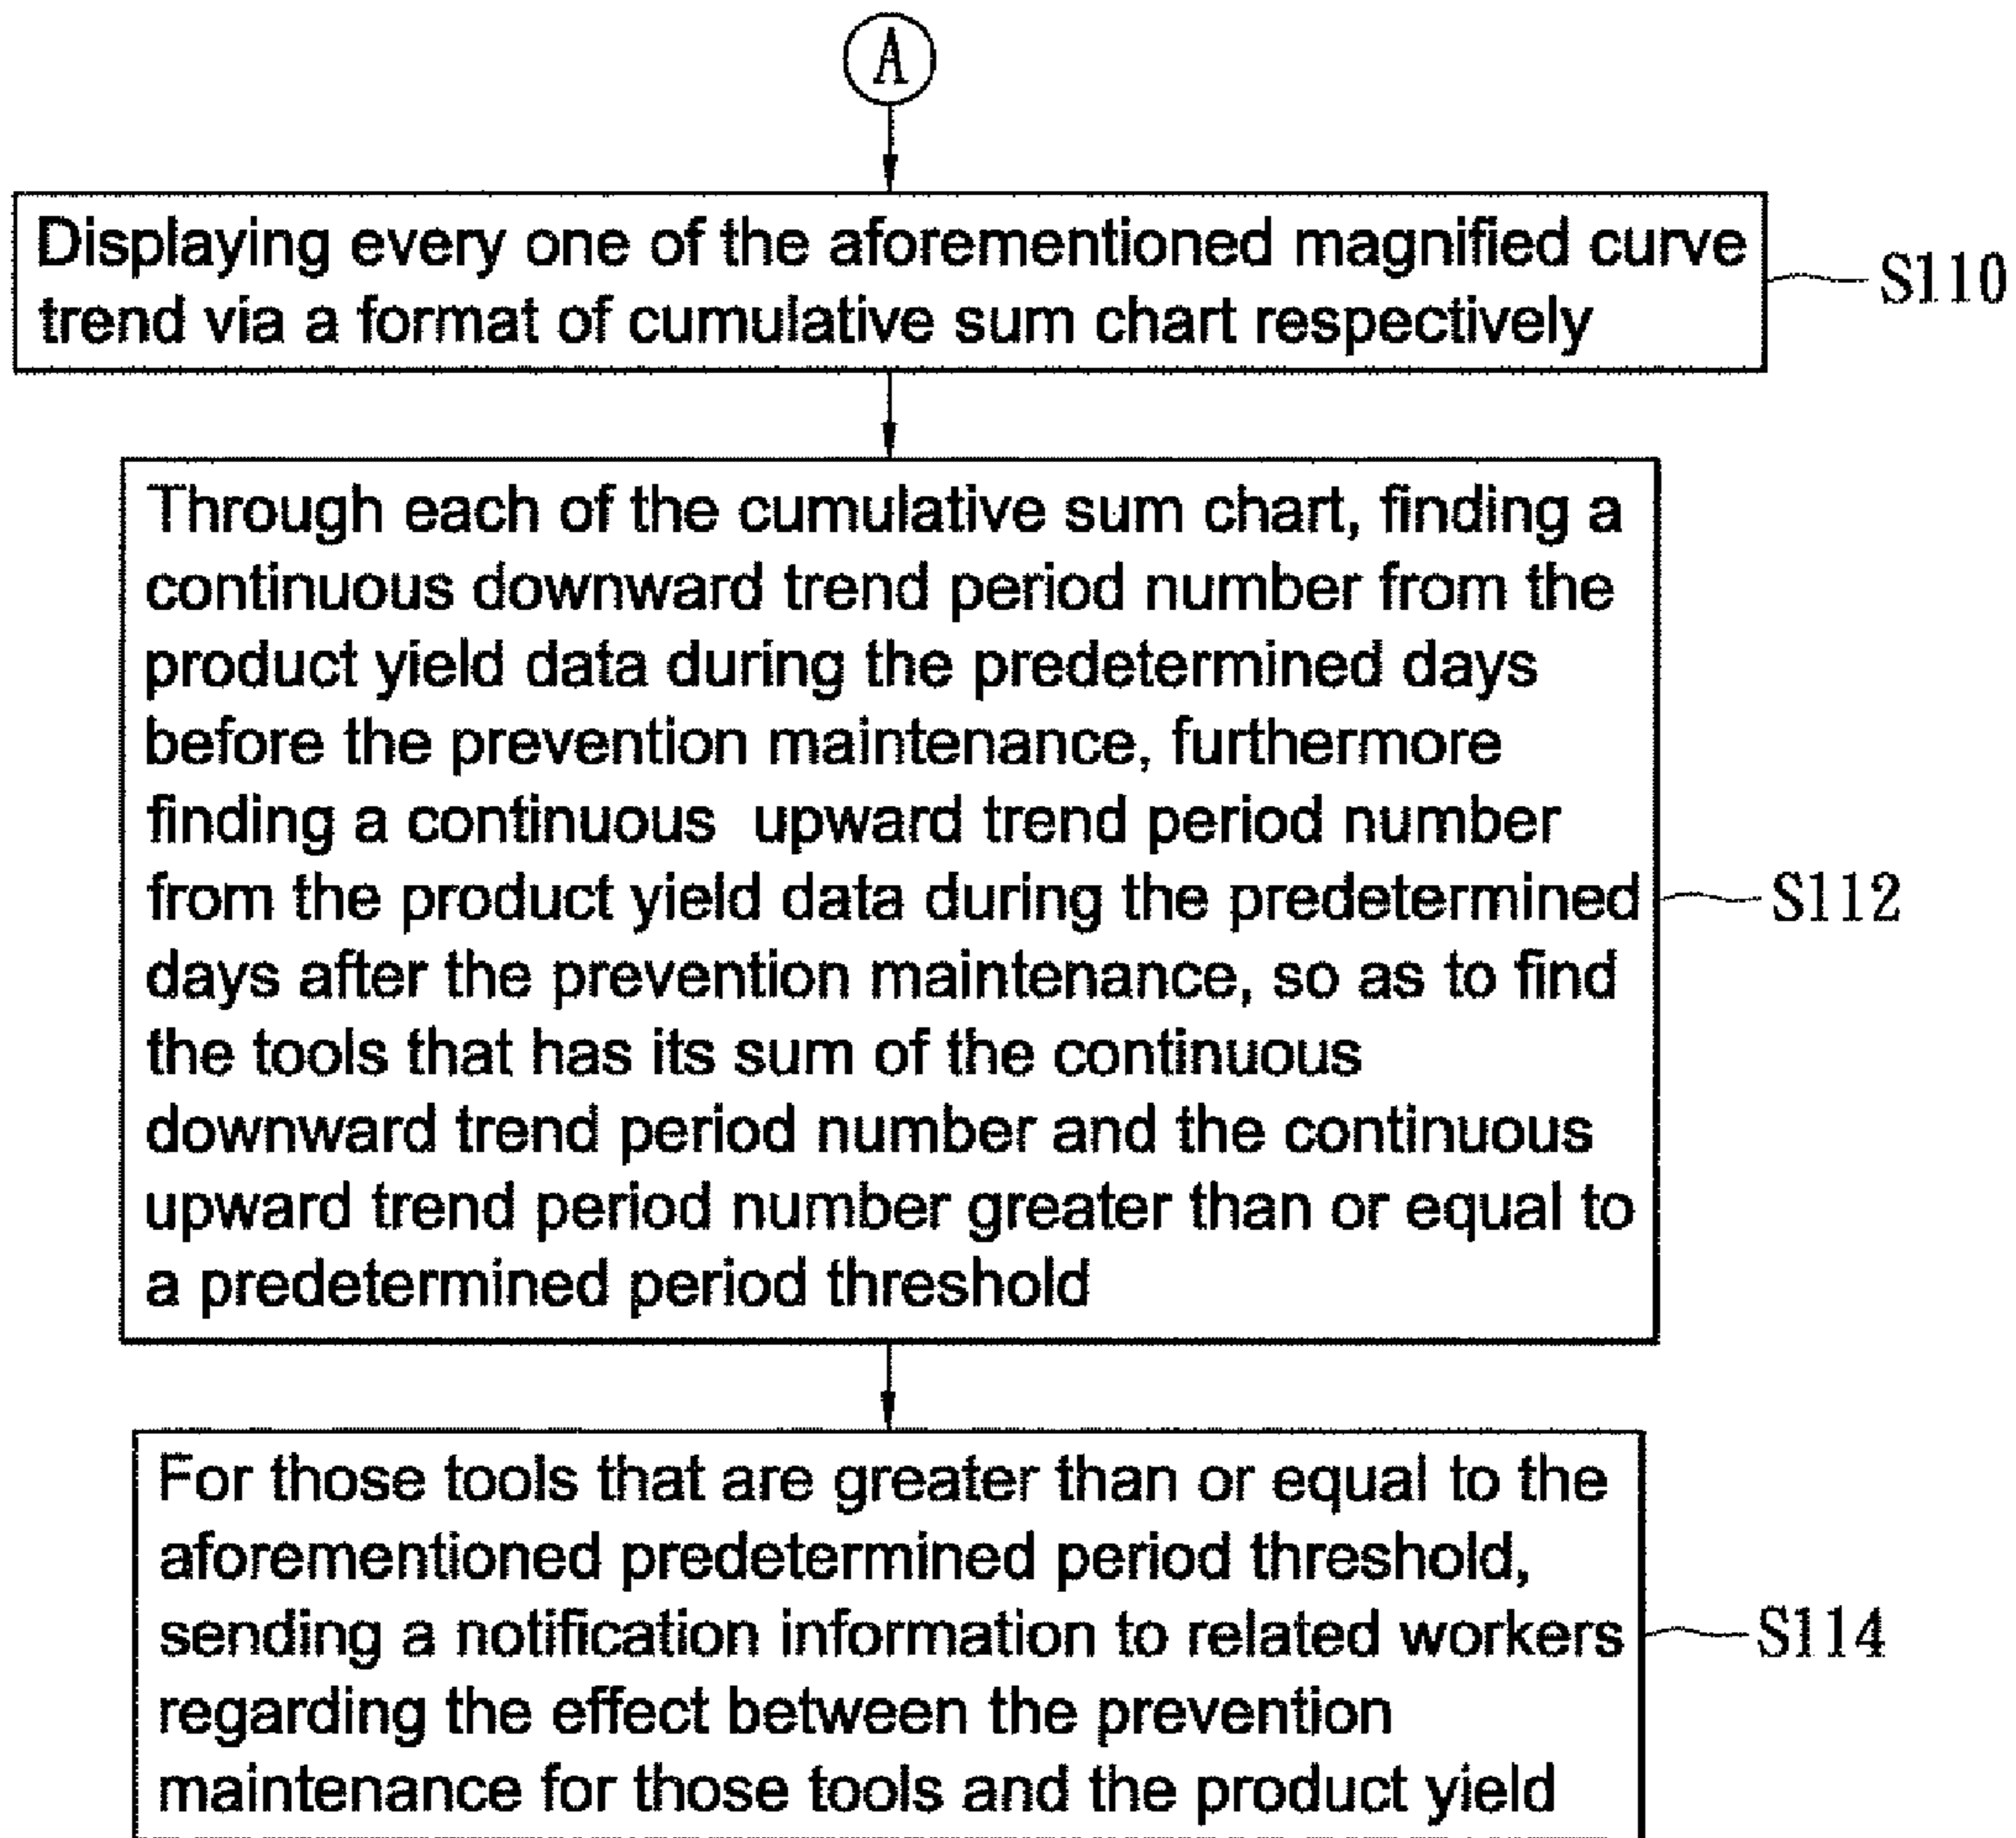 A
Displaying every one of the aforementioned magnified curve
trend via a format of cumulative sum chart respectively
S110
Through each of the cumulative sum chart, finding a
continuous downward trend period number from the
product yield data during the predetermined days
before the prevention maintenance, furthermore
finding a continuous upward trend period number
from the product yield data during the predetermined
days after the prevention maintenance, so as to find
the tools that has its sum of the continuous
downward trend period number and the continuous
upward trend period number greater than or equal to
a predetermined period threshold
S112
For those tools that are greater than or equal to the
aforementioned predetermined period threshold,
sending a notification information to related workers
regarding the effect between the prevention
maintenance for those tools and the product yield
S114